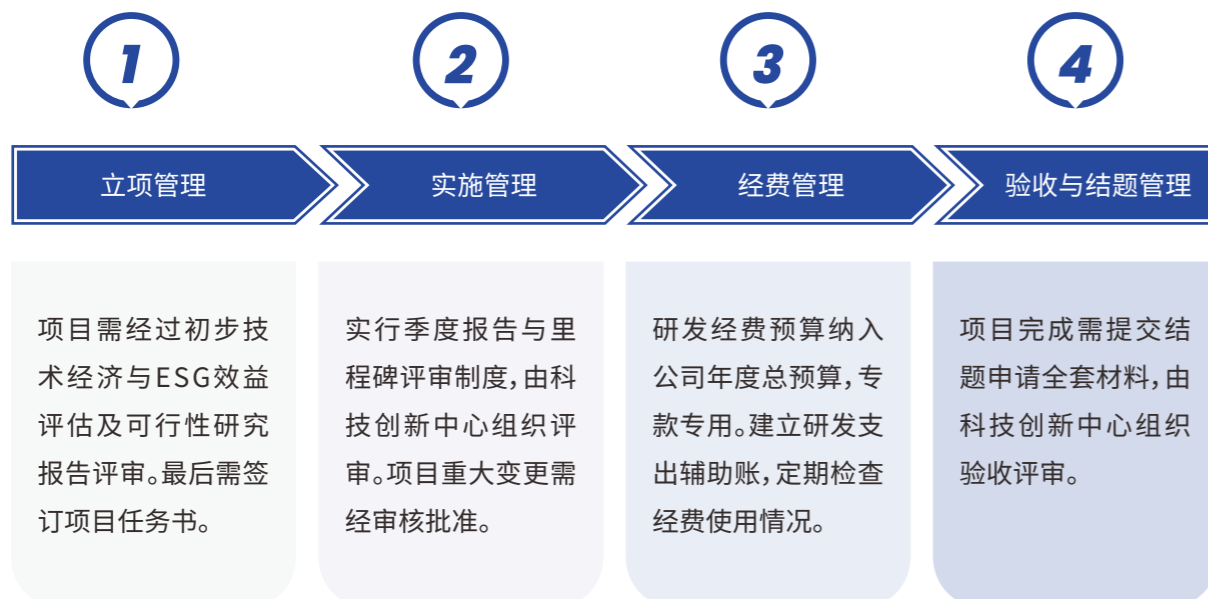 1
立项管理
项目需经过初步技
术经济与ESG效益
评估及可行性研究
报告评审。最后需签
订项目任务书。
2
实施管理
实行季度报告与里
程碑评审制度,由科
技创新中心组织评
审。项目重大变更需
经审核批准。
3
经费管理
研发经费预算纳入
公司年度总预算,专
款专用。建立研发支
出辅助账,定期检查
经费使用情况。
4
验收与结题管理
项目完成需提交结
题申请全套材料,由
科技创新中心组织
验收评审。